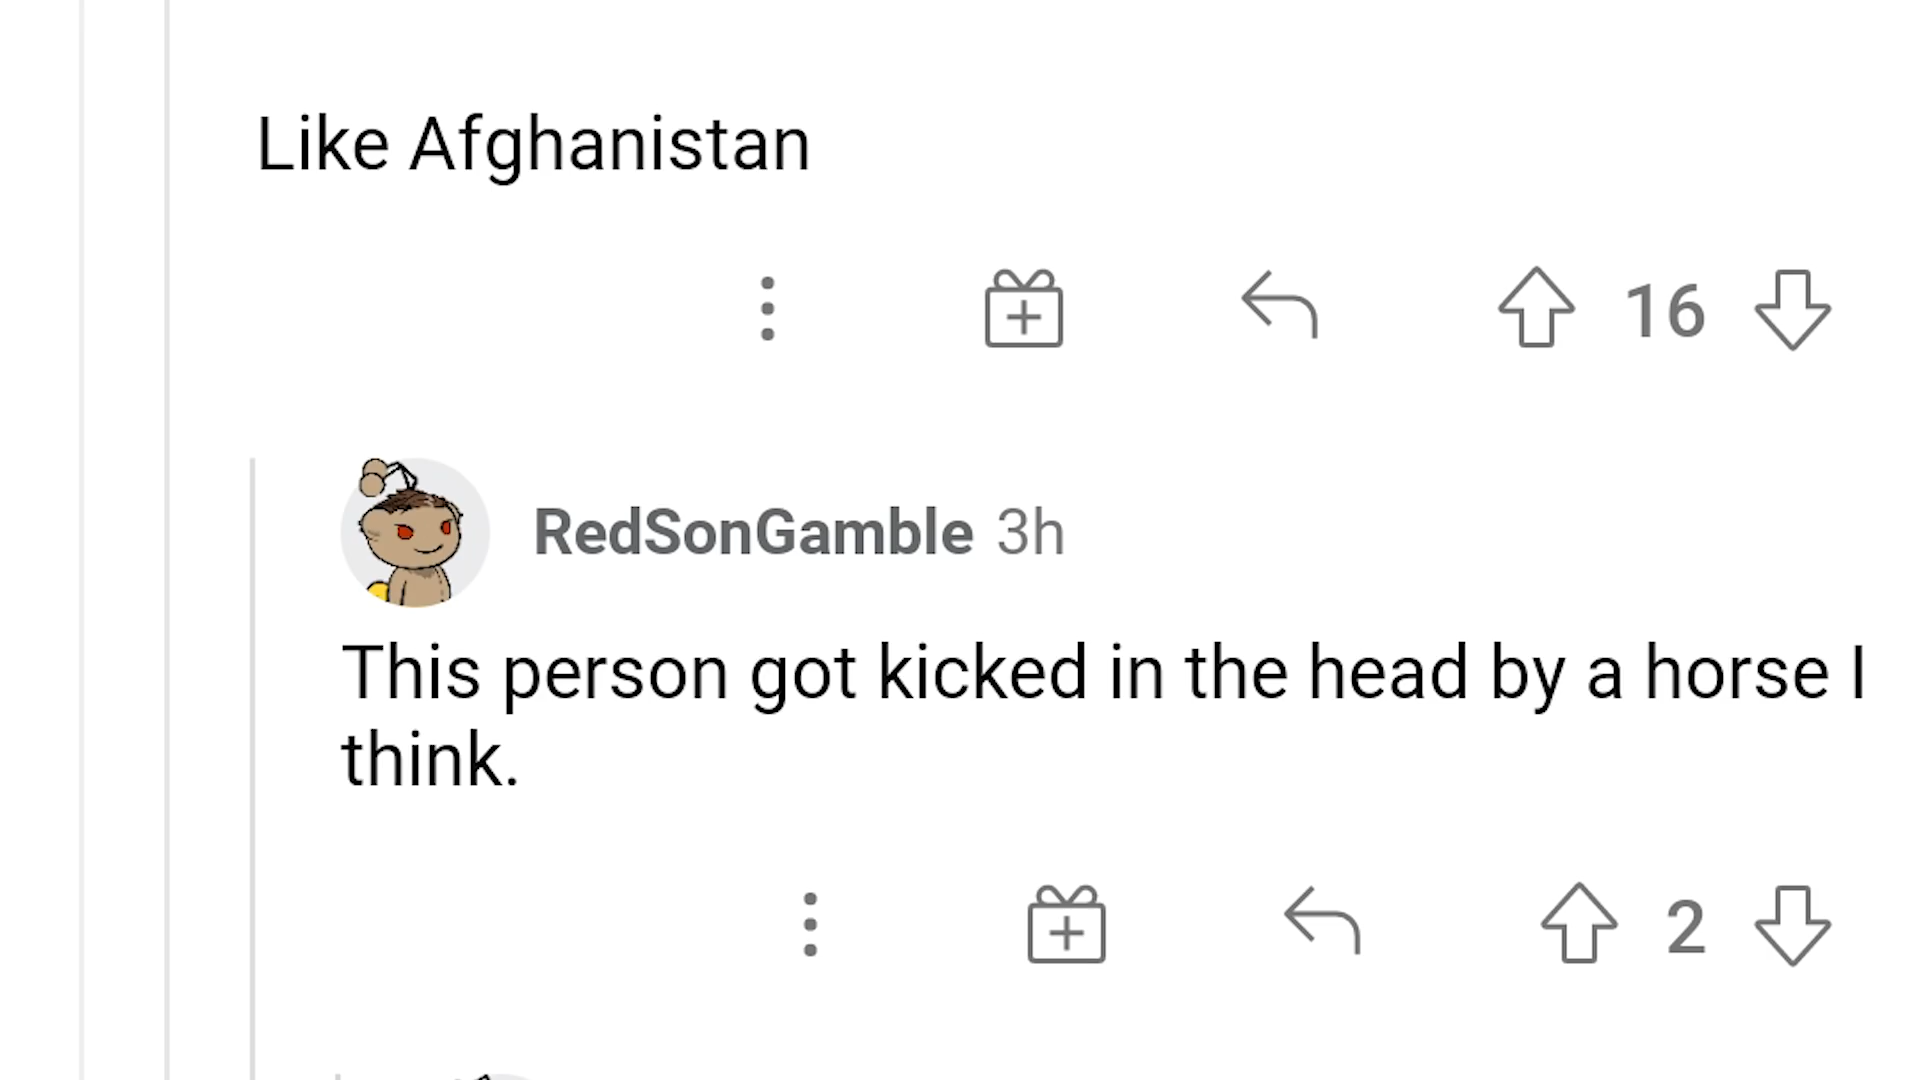 Like Afghanistan
16
RedSonGamble 3h
This person got kicked in the head by a horse I
think.
2